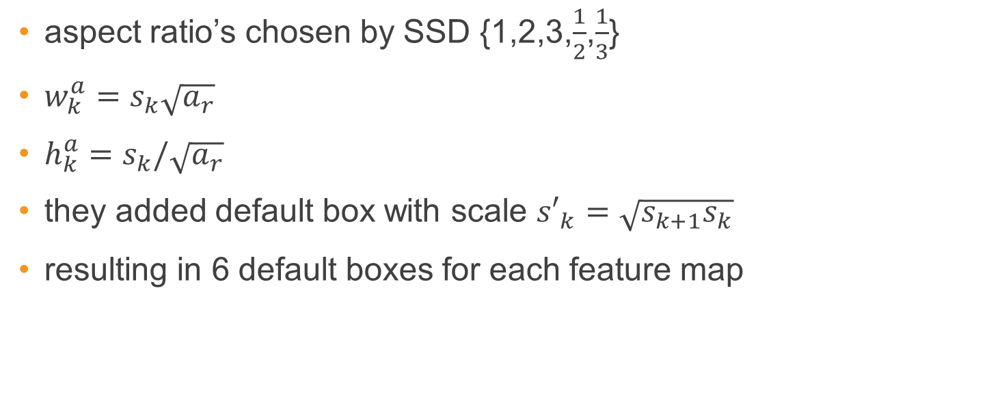 • aspect ratio’s chosen by SSD {1,2,3,$\frac{1}{2}$,$\frac{1}{3}$}
• $w_k^a = s_k\sqrt{a_r}$
• $h_k^a = s_k/\sqrt{a_r}$
• they added default box with scale $s'_k = \sqrt{s_{k+1}s_k}$
• resulting in 6 default boxes for each feature map